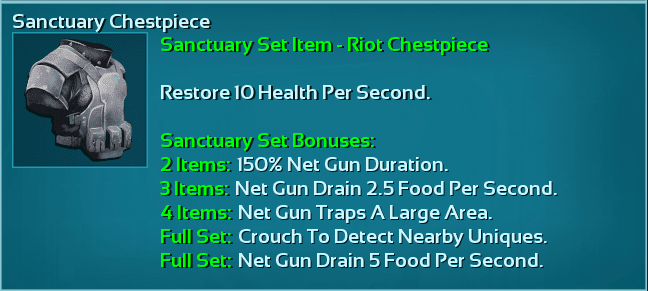 Sanctuary Chestpiece
Sanctuary Set Item - Riot Chestpiece
Restore 10 Health Per Second.
Sanctuary Set Bonuses:
2 Items: 150% Net Gun Duration.
3 Items: Net Gun Drain 2.5 Food Per Second.
4 Items: Net Gun Traps A Large Area.
Full Set: Crouch To Detect Nearby Uniques.
Full Set: Net Gun Drain 5 Food Per Second.